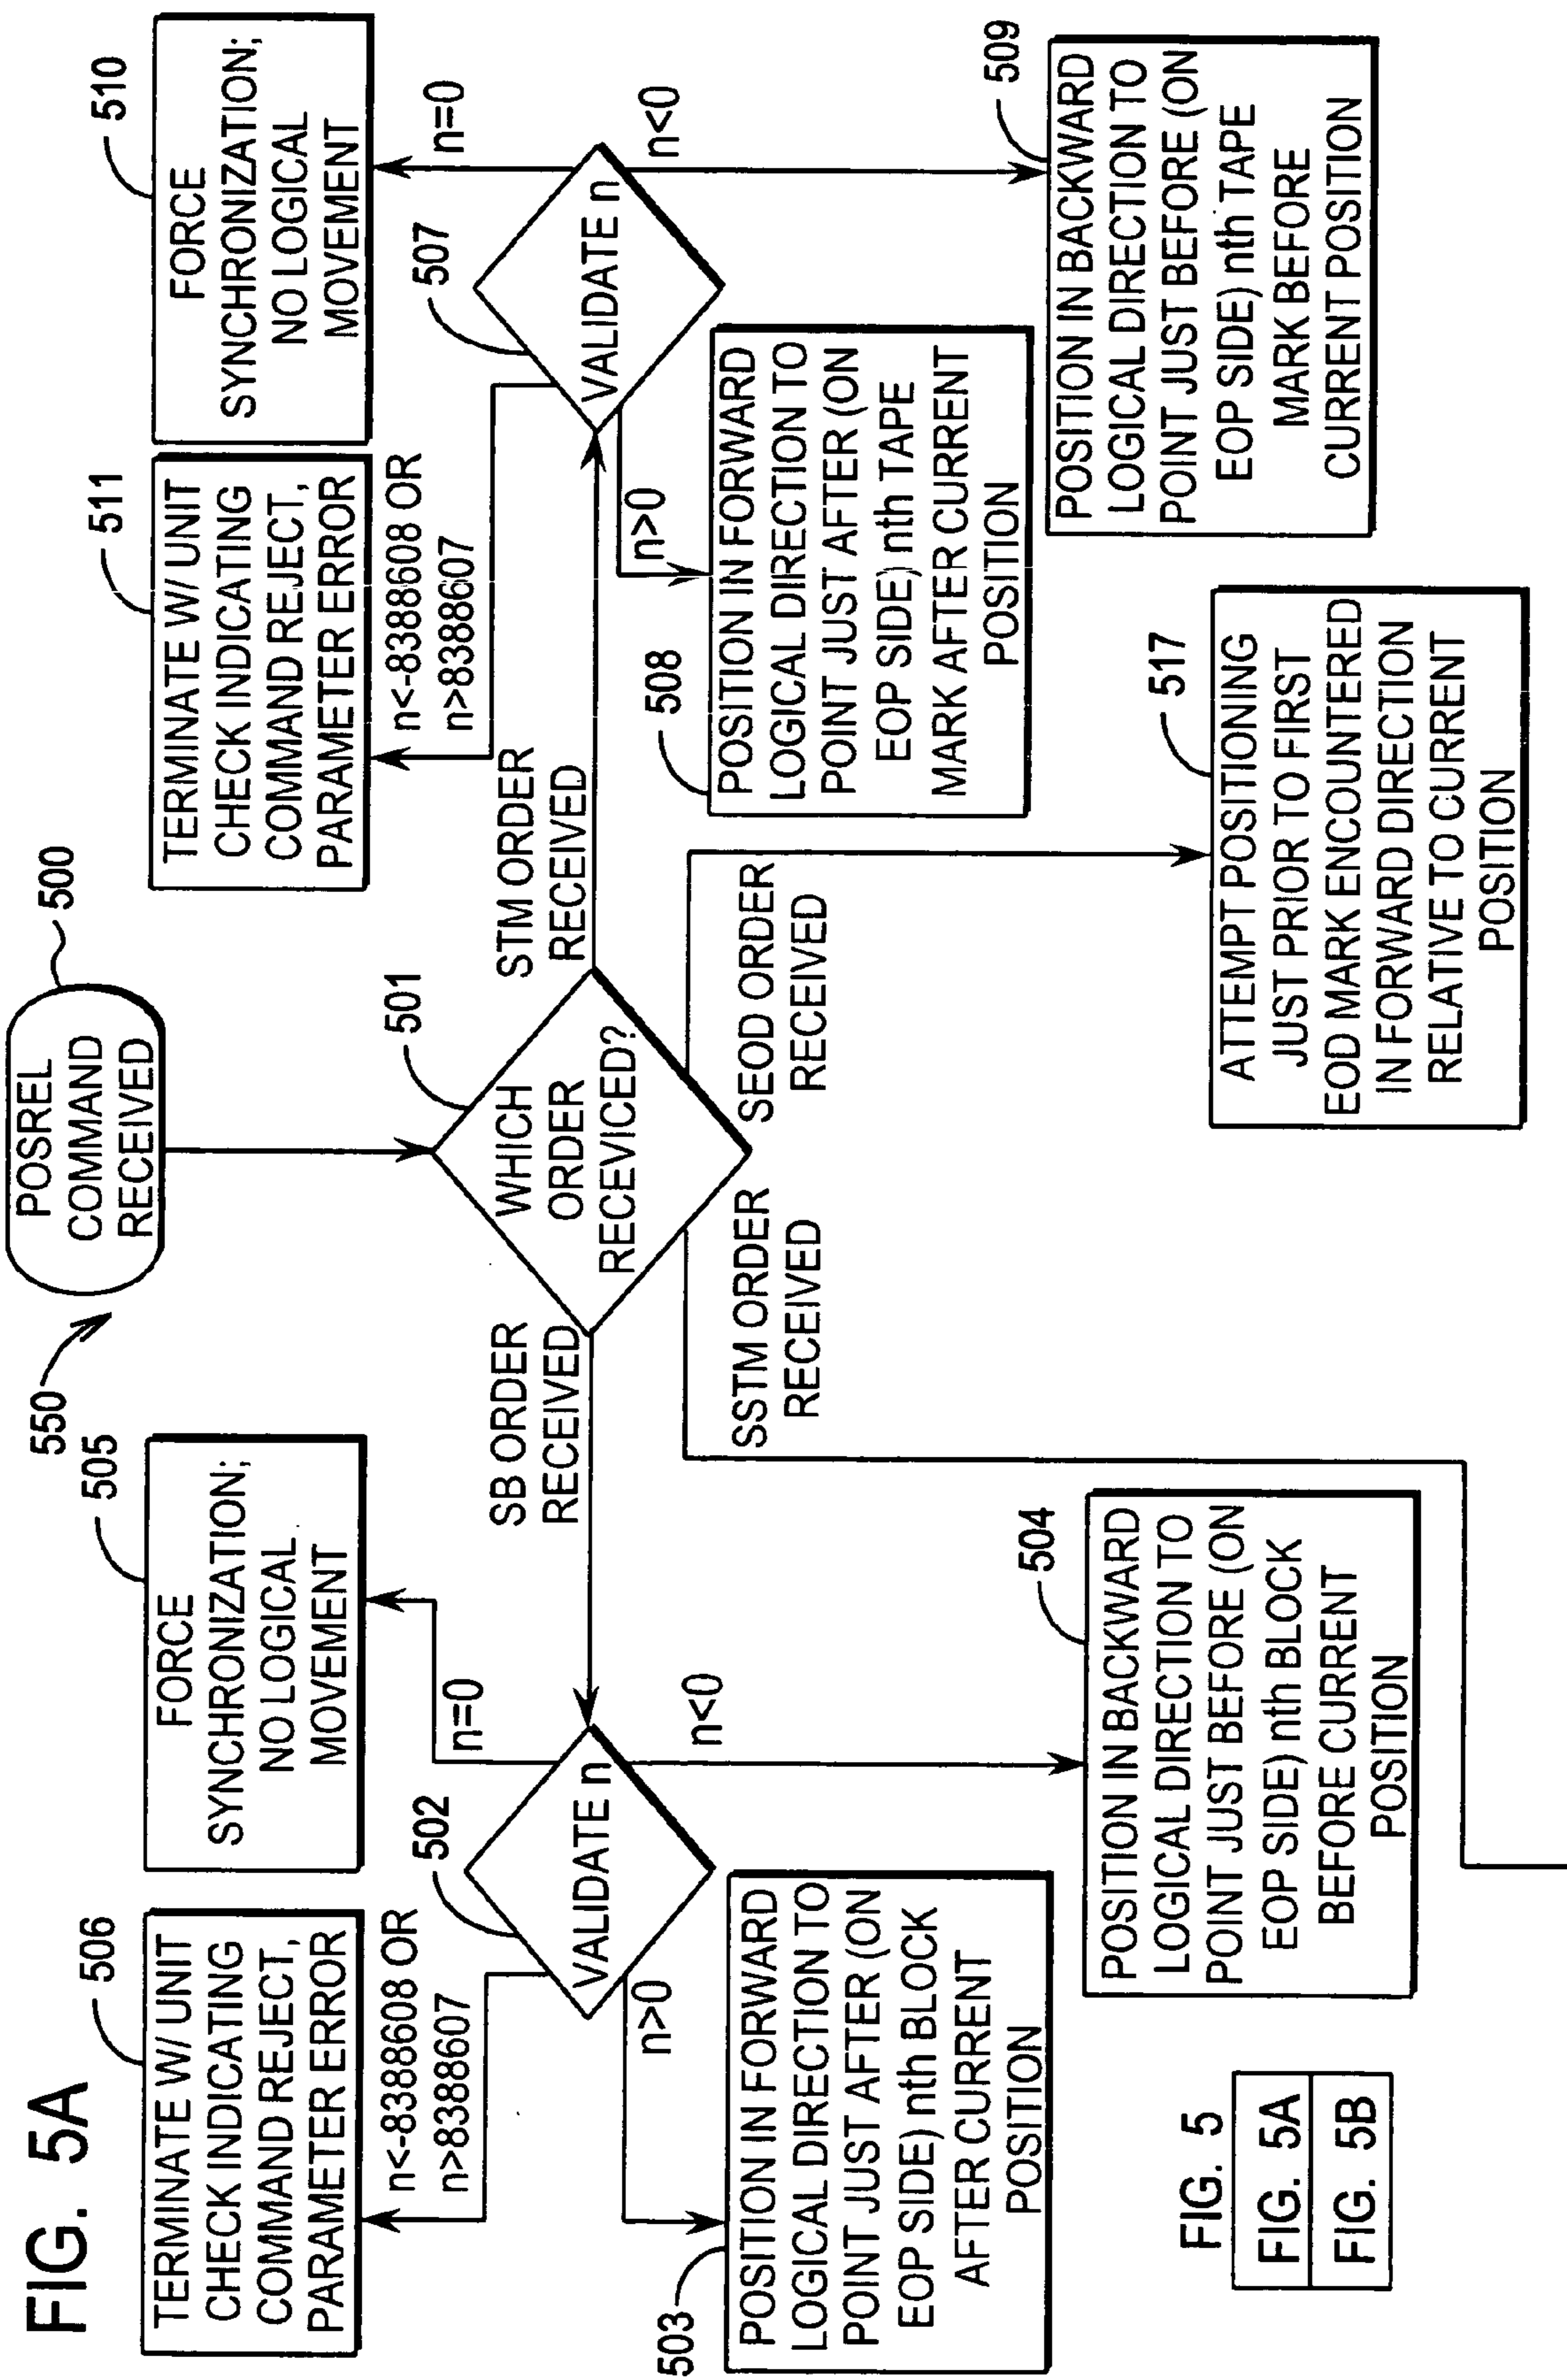 FIG. 5A
POSREL
COMMAND
RECEIVED
500
550
501
WHICH
ORDER
RECEVICED?
SB ORDER
RECEIVED
STM ORDER
RECEIVED
SSTM ORDER
RECEIVED
SEOD ORDER
RECEIVED
506
TERMINATE W/ UNIT
CHECK INDICATING
COMMAND REJECT,
PARAMETER ERROR
505
FORCE
SYNCHRONIZATION;
NO LOGICAL
MOVEMENT
n<-8388608 OR
n>8388607
n=0
502
VALIDATE n
n>0
n<0
503
POSITION IN FORWARD
LOGICAL DIRECTION TO
POINT JUST AFTER (ON
EOP SIDE) nth BLOCK
AFTER CURRENT
POSITION
504
POSITION IN BACKWARD
LOGICAL DIRECTION TO
POINT JUST BEFORE (ON
EOP SIDE) nth BLOCK
BEFORE CURRENT
POSITION
511
TERMINATE W/ UNIT
CHECK INDICATING
COMMAND REJECT,
PARAMETER ERROR
510
FORCE
SYNCHRONIZATION;
NO LOGICAL
MOVEMENT
n<-8388608 OR
n>8388607
n=0
507
VALIDATE n
n>0
n<0
508
POSITION IN FORWARD
LOGICAL DIRECTION TO
POINT JUST AFTER (ON
EOP SIDE) nth TAPE
MARK AFTER CURRENT
POSITION
509
POSITION IN BACKWARD
LOGICAL DIRECTION TO
POINT JUST BEFORE (ON
EOP SIDE) nth TAPE
MARK BEFORE
CURRENT POSITION
517
ATTEMPT POSITIONING
JUST PRIOR TO FIRST
EOD MARK ENCOUNTERED
IN FORWARD DIRECTION
RELATIVE TO CURRENT
POSITION
FIG. 5
FIG. 5A
FIG. 5B